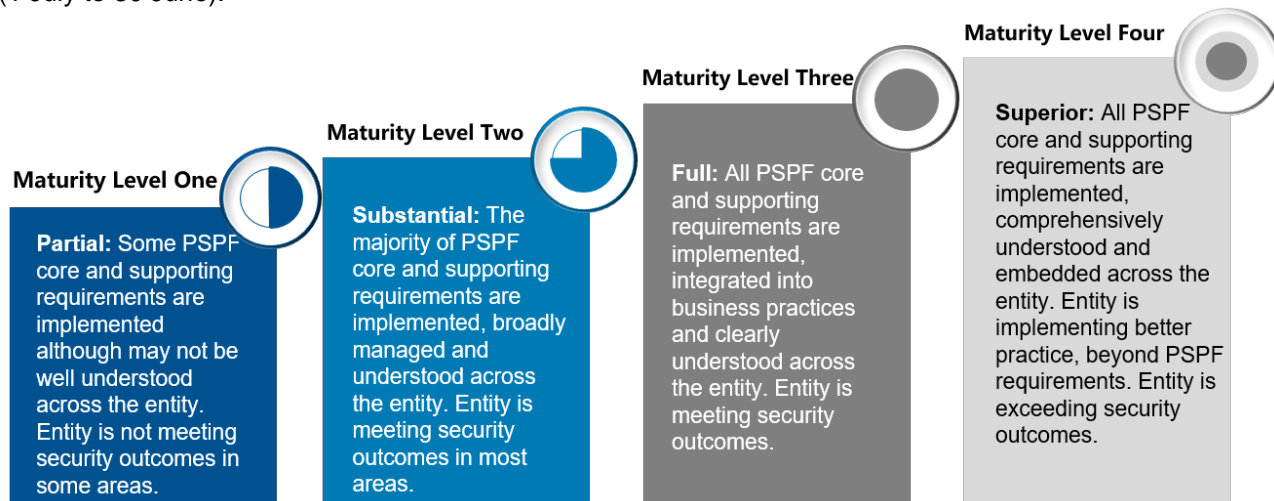 (1 July to 30 June).
Maturity Level One
Partial: Some PSPF
core and supporting
requirements are
implemented
although may not be
well understood
across the entity.
Entity is not meeting
security outcomes in
some areas.
Maturity Level Two
Substantial: The
majority of PSPF
core and supporting
requirements are
implemented, broadly
managed and
understood across
the entity. Entity is
meeting security
outcomes in most
areas.
Maturity Level Three
Full: All PSPF core
and supporting
requirements are
implemented,
integrated into
business practices
and clearly
understood across
the entity. Entity is
meeting security
outcomes.
Maturity Level Four
Superior: All PSPF
core and supporting
requirements are
implemented,
comprehensively
understood and
embedded across the
entity. Entity is
implementing better
practice, beyond PSPF
requirements. Entity is
exceeding security
outcomes.